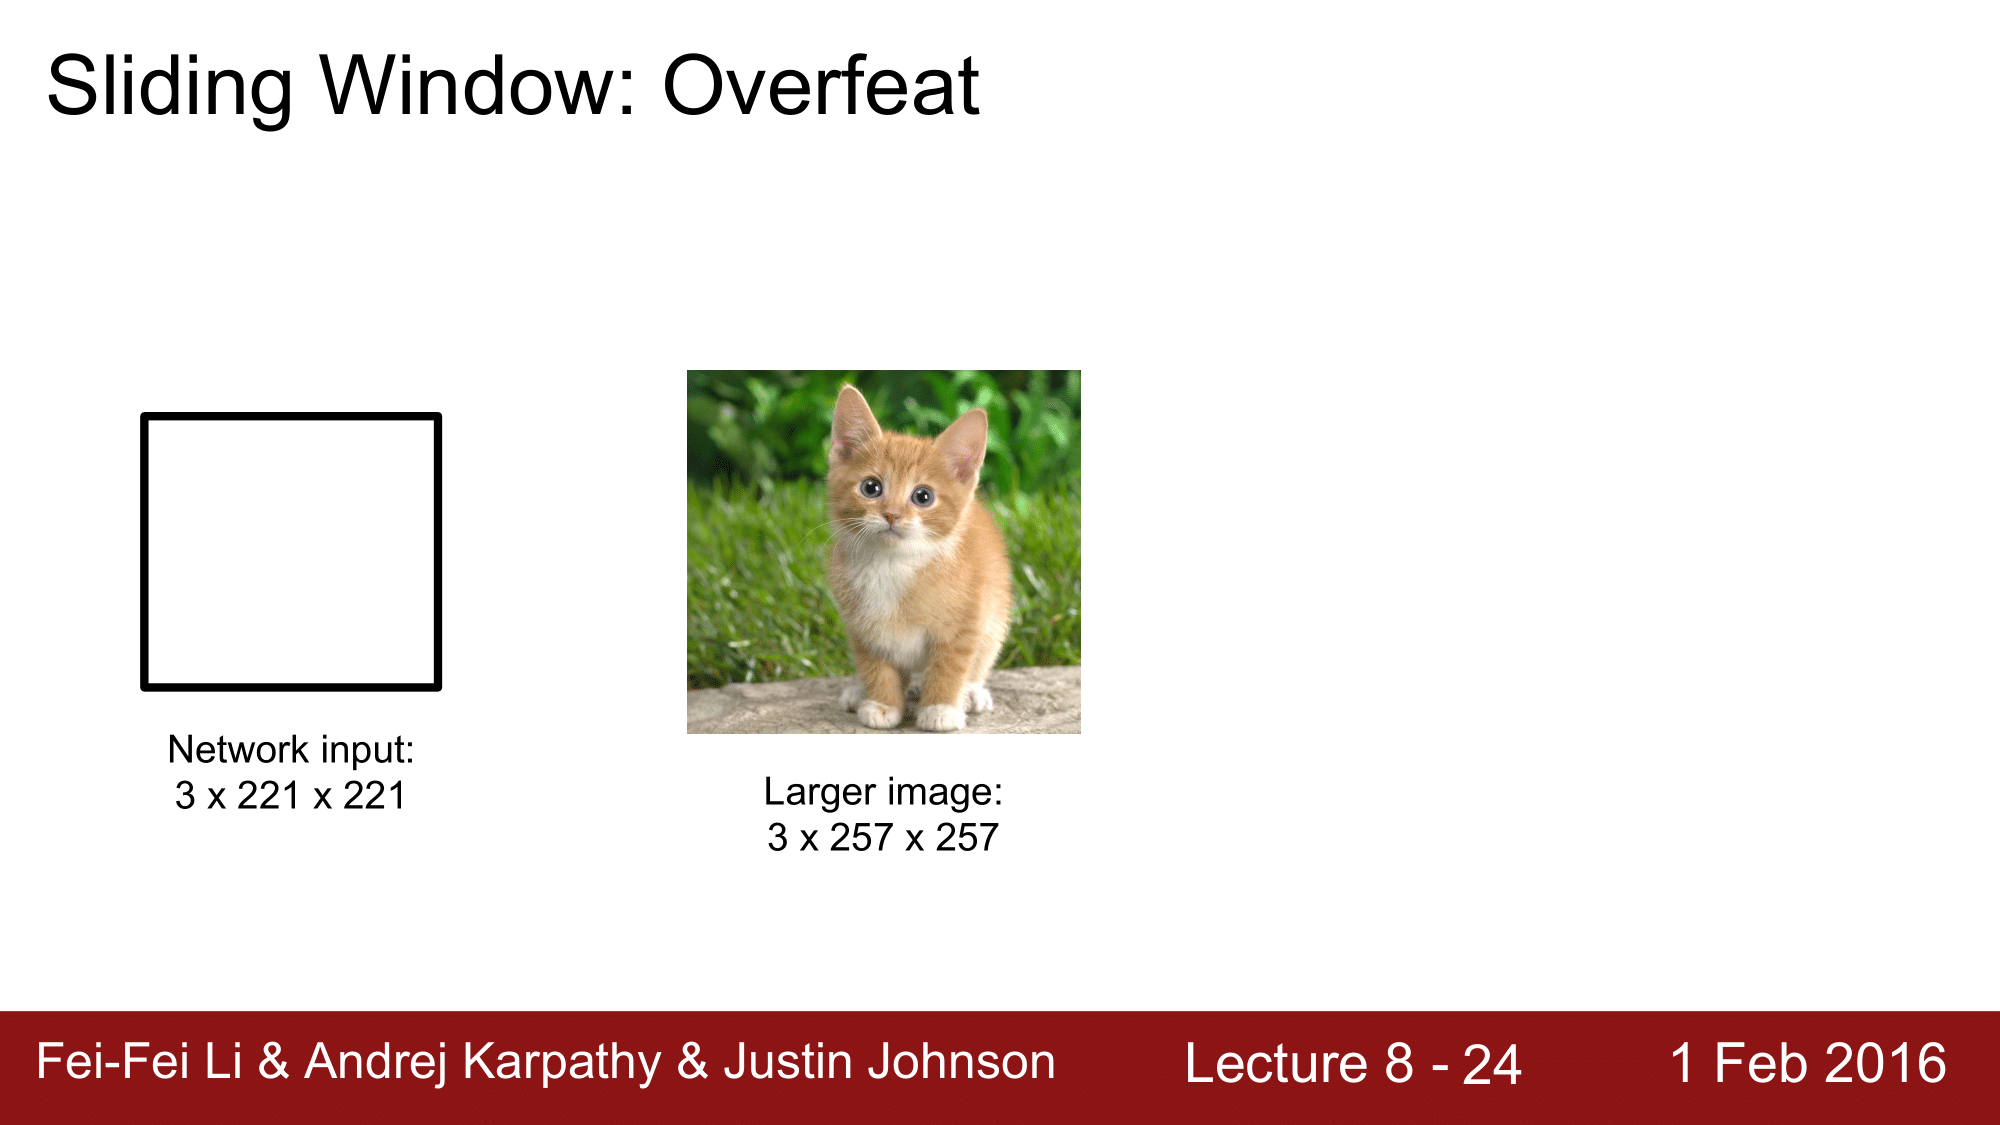 Sliding Window: Overfeat
Network input:
3 x 221 x 221
Larger image:
3 x 257 x 257
Fei-Fei Li & Andrej Karpathy & Justin Johnson
Lecture 8 - 24
1 Feb 2016